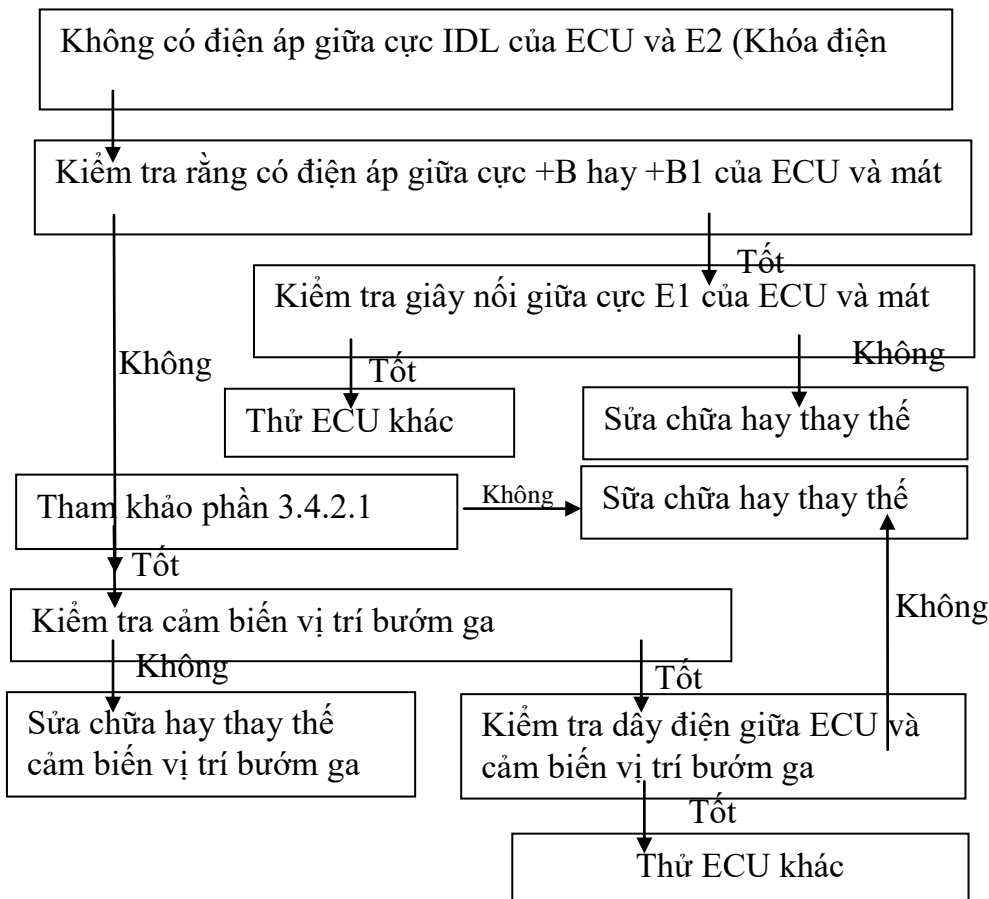 Không có điện áp giữa cực IDL của ECU và E2 (Khóa điện
Kiểm tra rằng có điện áp giữa cực +B hay +B1 của ECU và mát
Tốt
Kiểm tra giây nối giữa cực E1 của ECU và mát
Không
Tốt
Không
Thử ECU khác
Sửa chữa hay thay thế
Tham khảo phần 3.4.2.1
Không
Sữa chữa hay thay thế
Tốt
Kiểm tra cảm biến vị trí bướm ga
Không
Không
Tốt
Sửa chữa hay thay thế
cảm biến vị trí bướm ga
Kiểm tra dây điện giữa ECU và
cảm biến vị trí bướm ga
Tốt
Thử ECU khác